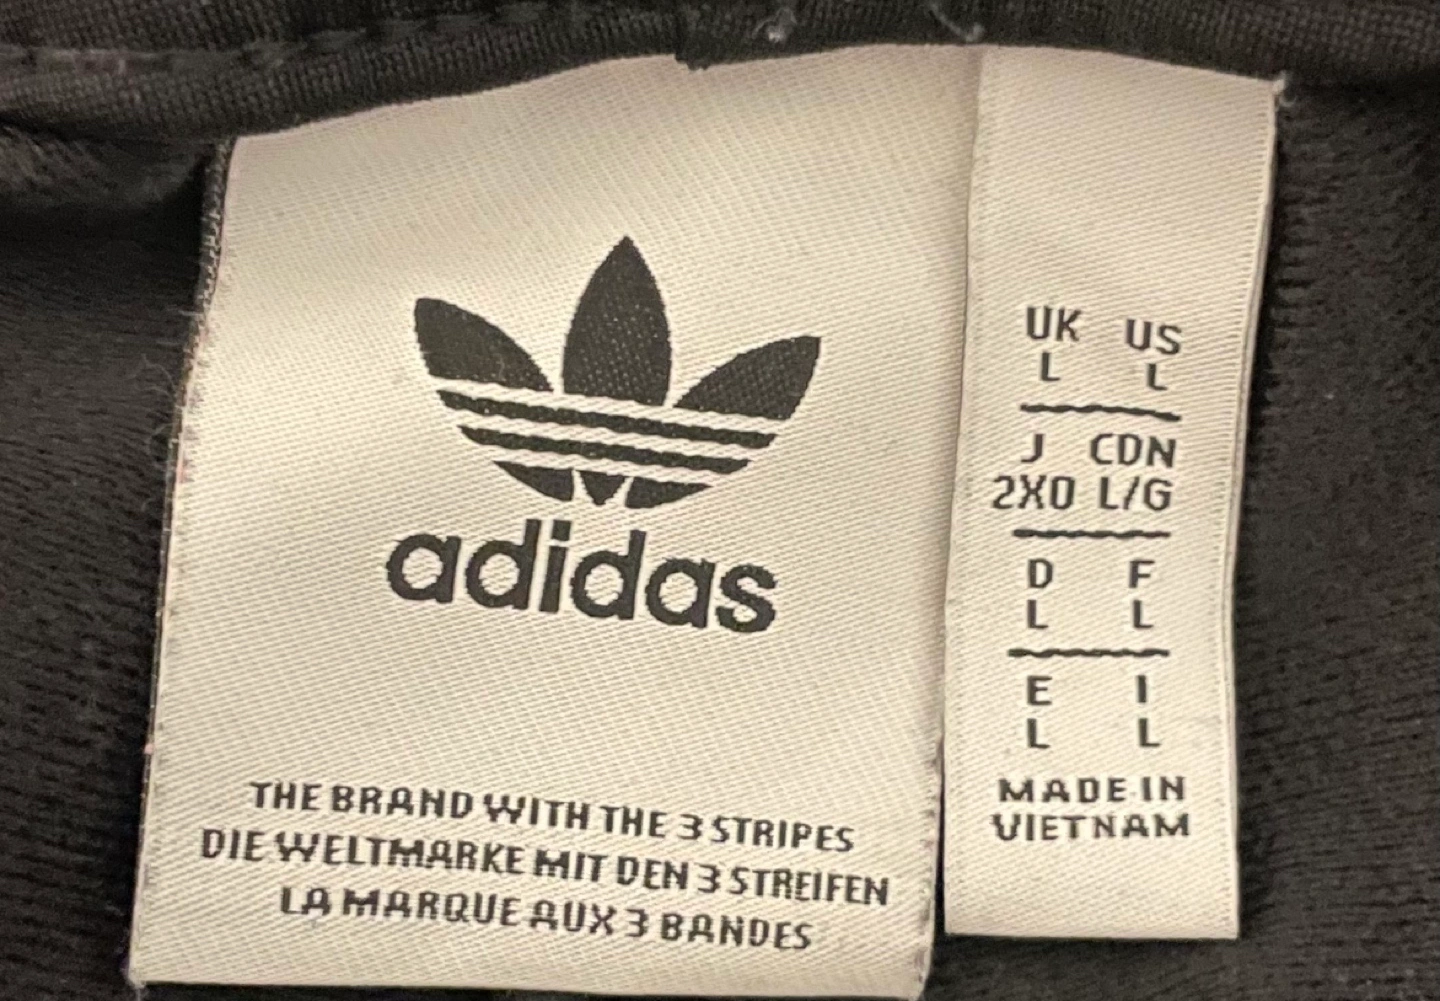 adidas
THE BRAND WITH THE 3 STRIPES
DIE WELTMARKE MIT DEN 3 STREIFEN
LA MARQUE AUX 3 BANDES
UK US
L L
J CDN
2XO L/G
D F
L L
E I
L L
MADE IN
VIETNAM